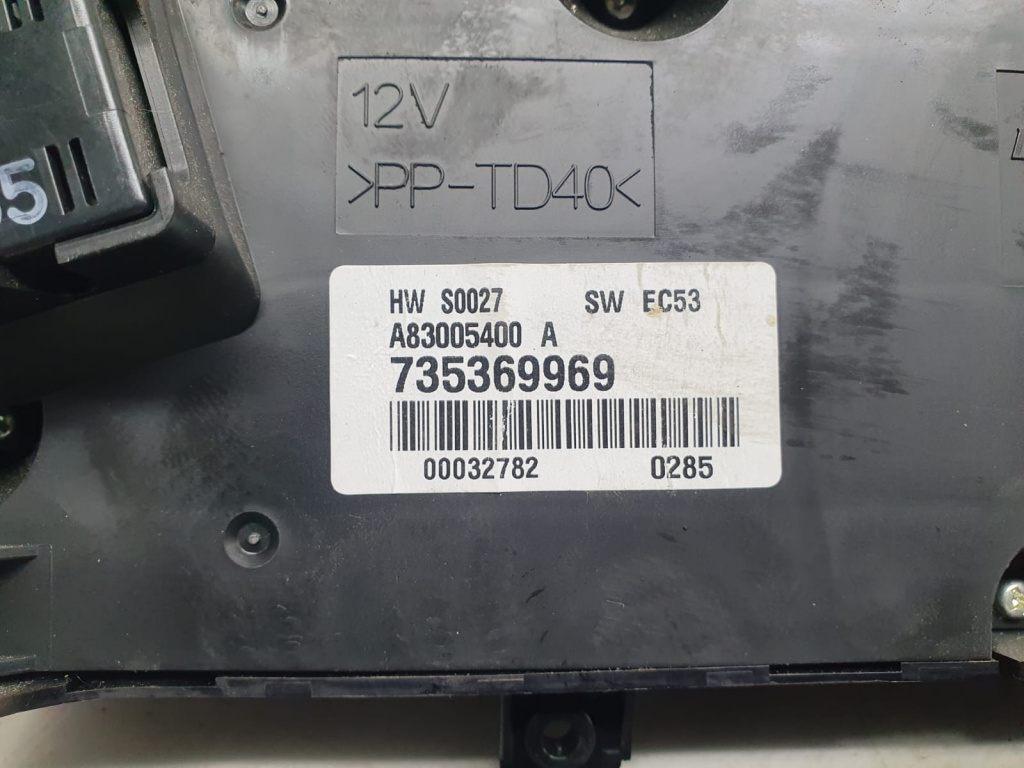 12V
>PP-TD40<
HW S0027 SW EC53
A83005400 A
735369969
00032782 0285